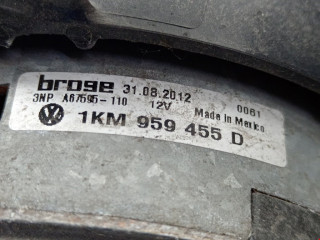 brose 31.08.2012
3NP A67595-110 12V 0061
Made in Mexico
1KM 959 455 D